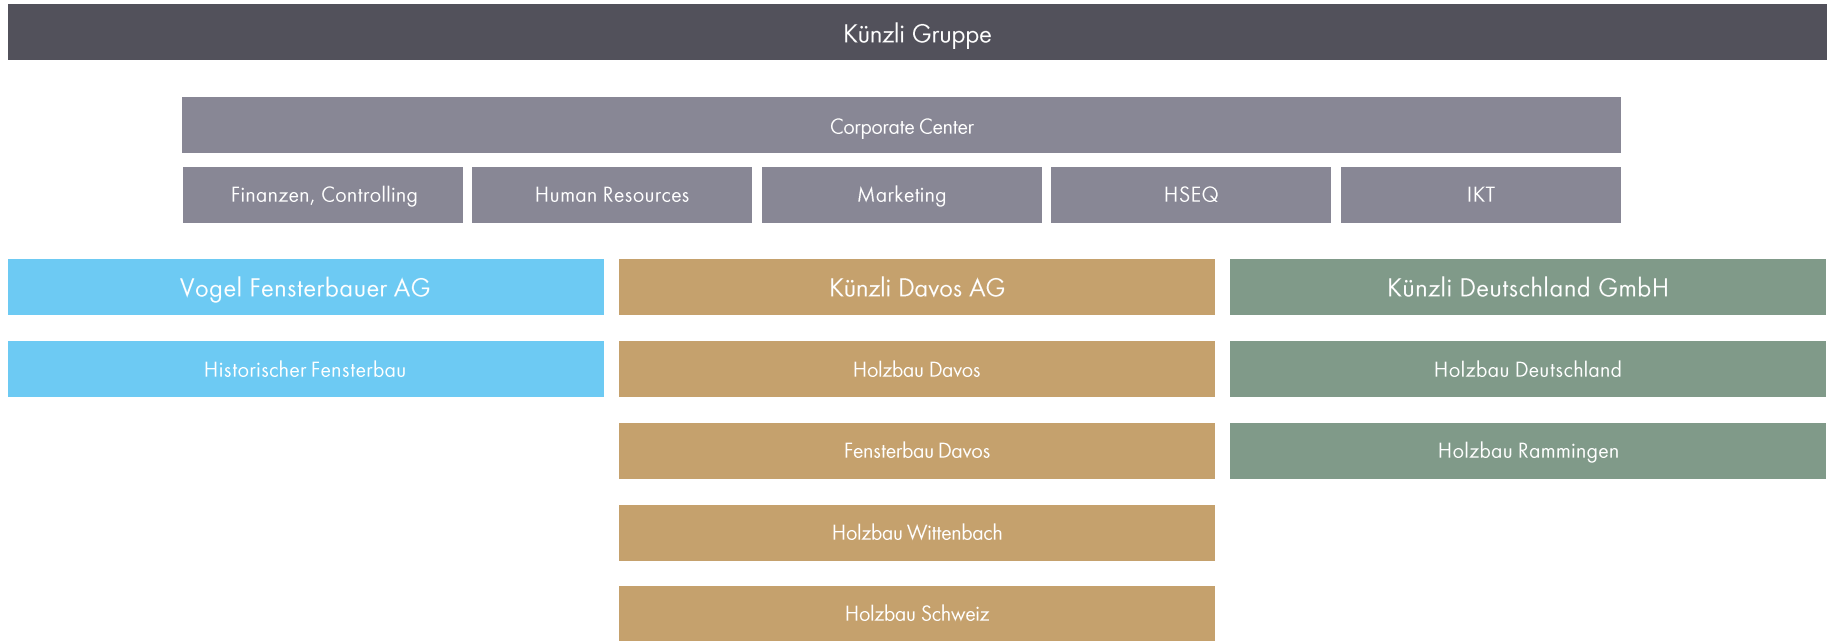 Künzli Gruppe
Corporate Center
Finanzen, Controlling
Human Resources
Marketing
HSEQ
IKT
Vogel Fensterbauer AG
Künzli Davos AG
Künzli Deutschland GmbH
Historischer Fensterbau
Holzbau Davos
Holzbau Deutschland
Fensterbau Davos
Holzbau Rammingen
Holzbau Wittenbach
Holzbau Schweiz